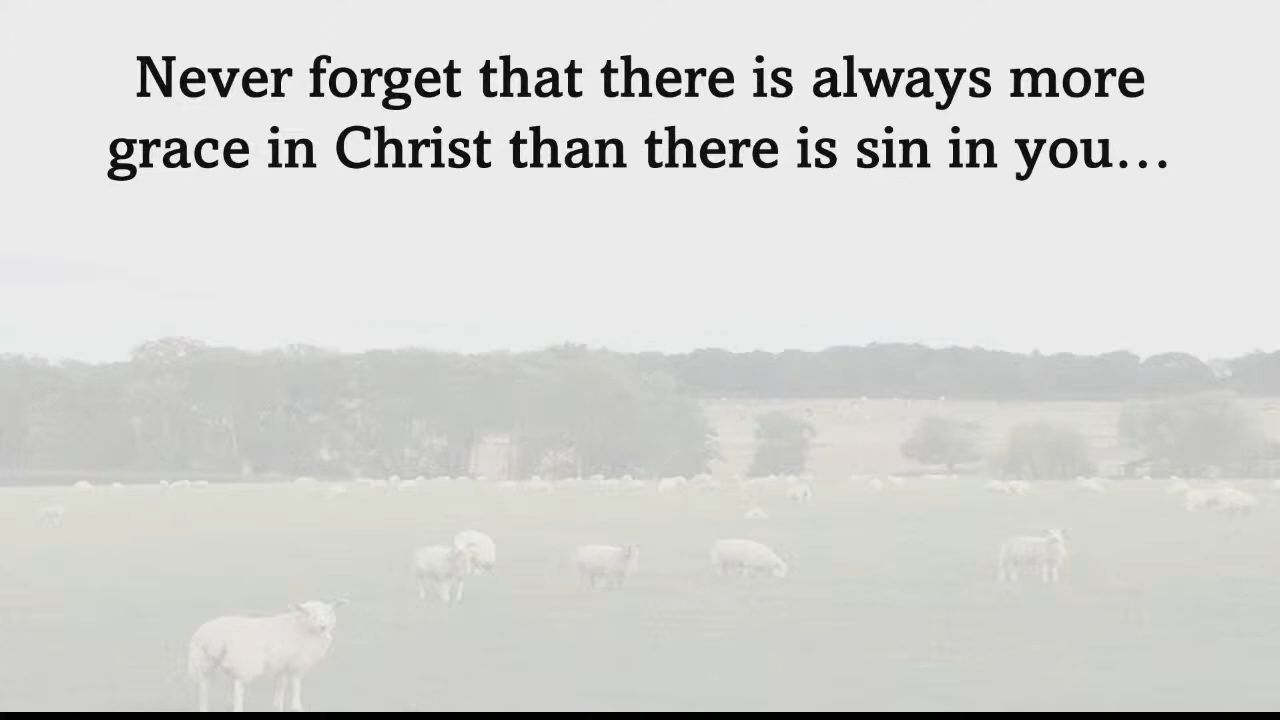 Never forget that there is always more
grace in Christ than there is sin in you…